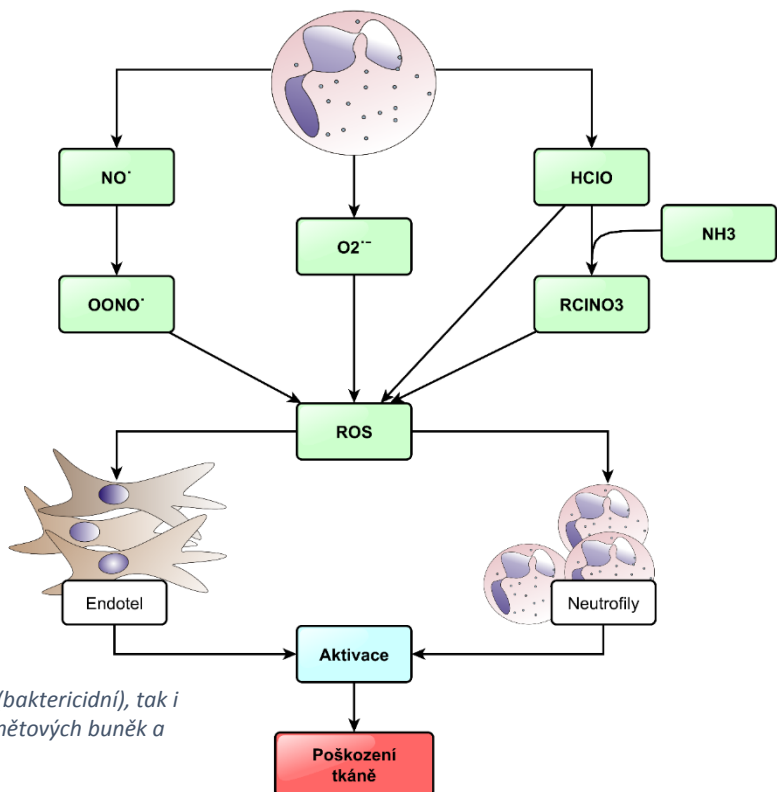 NO˙
HClO
NH3
O2˙⁻
OONO˙
RClNO3
ROS
Endotel
Neutrofily
Aktivace
(baktericidní), tak i
nětových buněk a
Poškození
tkáně